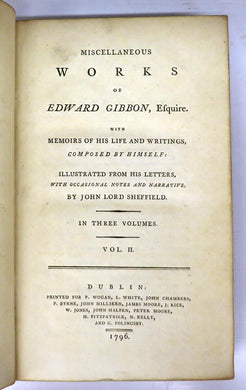 MISCELLANEOUS
WORKS
OF
EDWARD GIBBON, Esquire.
WITH
MEMOIRS OF HIS LIFE AND WRITINGS,
COMPOSED BY HIMSELF:
ILLUSTRATED FROM HIS LETTERS,
WITH OCCASIONAL NOTES AND NARRATIVE,
BY JOHN LORD SHEFFIELD.
IN THREE VOLUMES.
VOL. II.
DUBLIN:
PRINTED FOR P. WOGAN, L. WHITE, JOHN CHAMBERS,
P. BYRNE, JOHN MILLIKEN, JAMES MOORE, J. RICE,
W. JONES, JOHN HALPEN, PETER MOORE,
H. FITZPATRICK, N. KELLY,
AND G. FOLINGSBY.
1796.